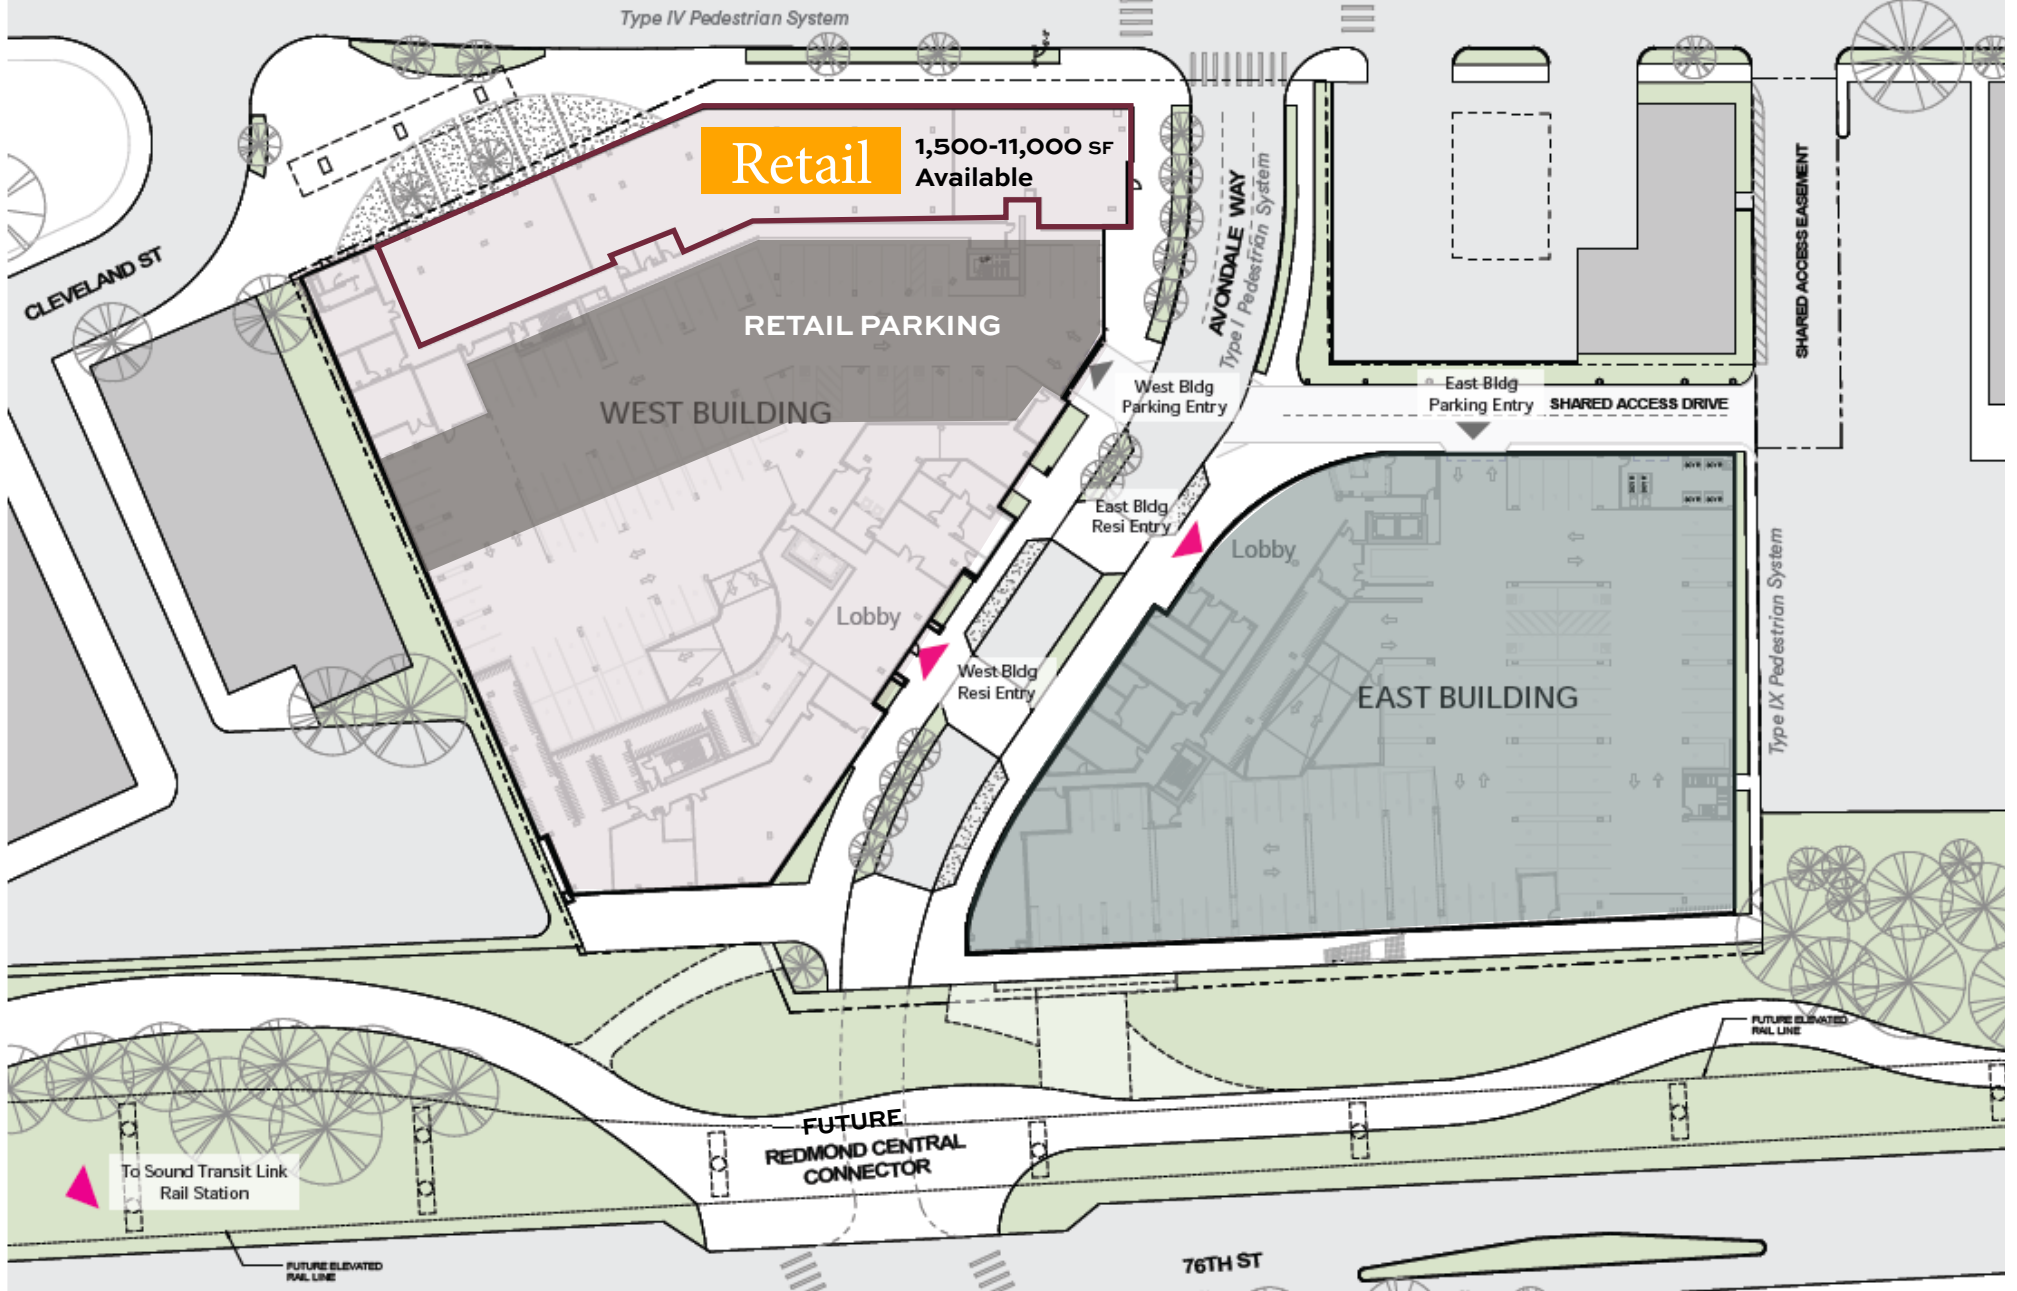 Type IV Pedestrian System
Retail
1,500-11,000 SF
Available
CLEVELAND ST
AVONDALE WAY
Type I Pedestrian System
SHARED ACCESS EASEMENT
RETAIL PARKING
West Bldg
Parking Entry
East Bldg
Parking Entry
SHARED ACCESS DRIVE
WEST BUILDING
East Bldg
Resi Entry
Lobby
Lobby
West Bldg
Resi Entry
EAST BUILDING
Type IX Pedestrian System
FUTURE ELEVATED
RAIL LINE
FUTURE
REDMOND CENTRAL
CONNECTOR
To Sound Transit Link
Rail Station
FUTURE ELEVATED
RAIL LINE
76TH ST